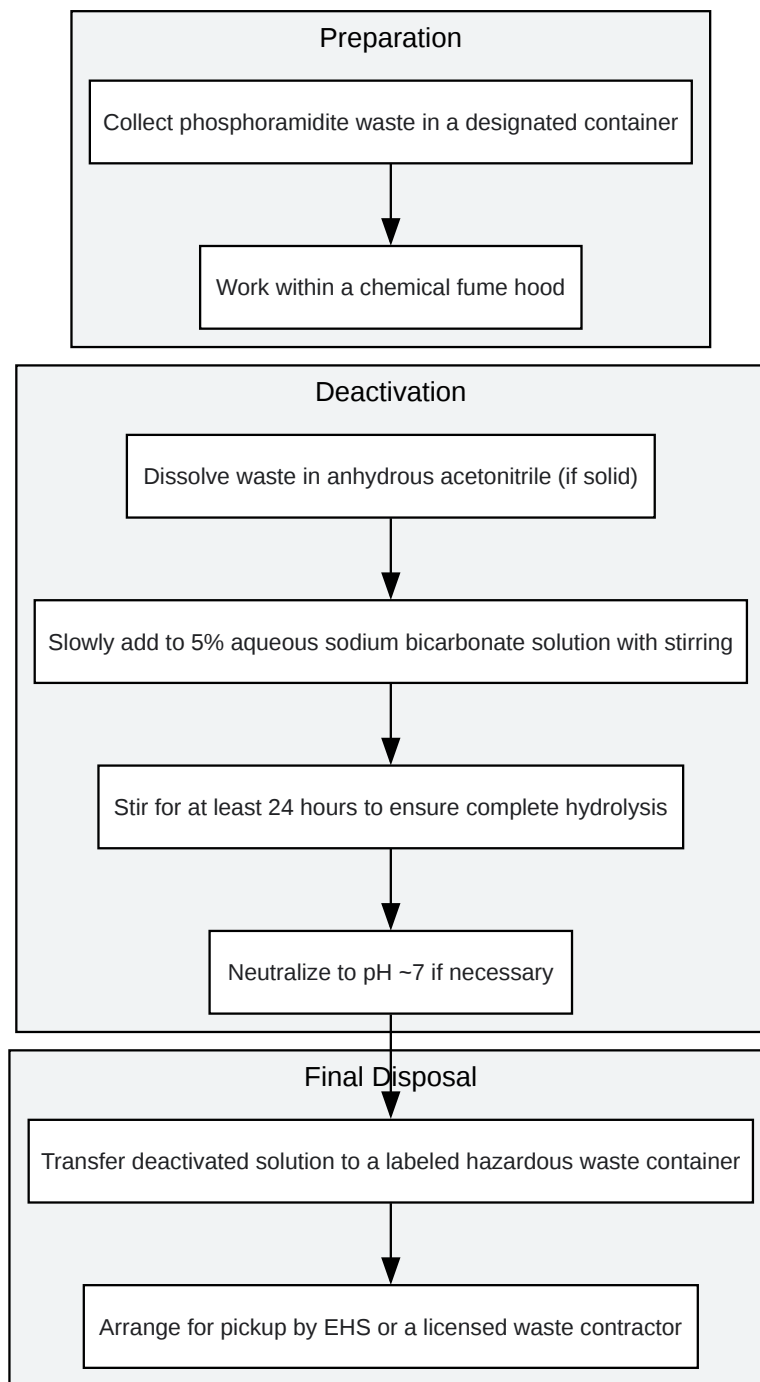 Preparation
Collect phosphoramidite waste in a designated container
Work within a chemical fume hood
Deactivation
Dissolve waste in anhydrous acetonitrile (if solid)
Slowly add to 5% aqueous sodium bicarbonate solution with stirring
Stir for at least 24 hours to ensure complete hydrolysis
Neutralize to pH ~7 if necessary
Final Disposal
Transfer deactivated solution to a labeled hazardous waste container
Arrange for pickup by EHS or a licensed waste contractor